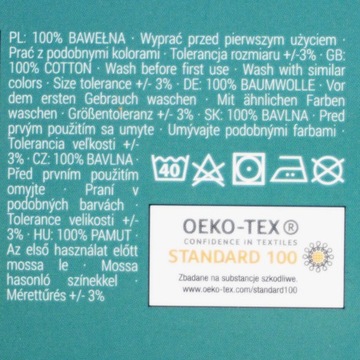 PL: 100% BAWEŁNA - Wyprać przed pierwszym użyciem -
Prać z podobnymi kolorami - Tolerancja rozmiaru +/-3% - GB:
100% COTTON - Wash before first use - Wash with similar
colors - Size tolerance +/- 3% - DE: 100% BAUMWOLLE - Vor
dem ersten Gebrauch waschen - Mit ähnlichen Farben
waschen - Größentoleranz +/- 3% - SK: 100% BAVLNA - Pred
prvým použitím sa umyte - Umývajte podobnými farbami -
Tolerancia veľkosti +/-
3% - CZ: 100% BAVLNA -
Před prvním použitím
omyjte - Praní v
podobných barvách -
Tolerance velikosti +/-
3% - HU: 100% PAMUT -
Az első használat előtt
mossa le - Mossa
hasonló színekkel -
Mérettűrés +/- 3%
40
OEKO-TEX®
CONFIDENCE IN TEXTILES
STANDARD 100
Zbadane na substancje szkodliwe.
www.oeko-tex.com/standard100